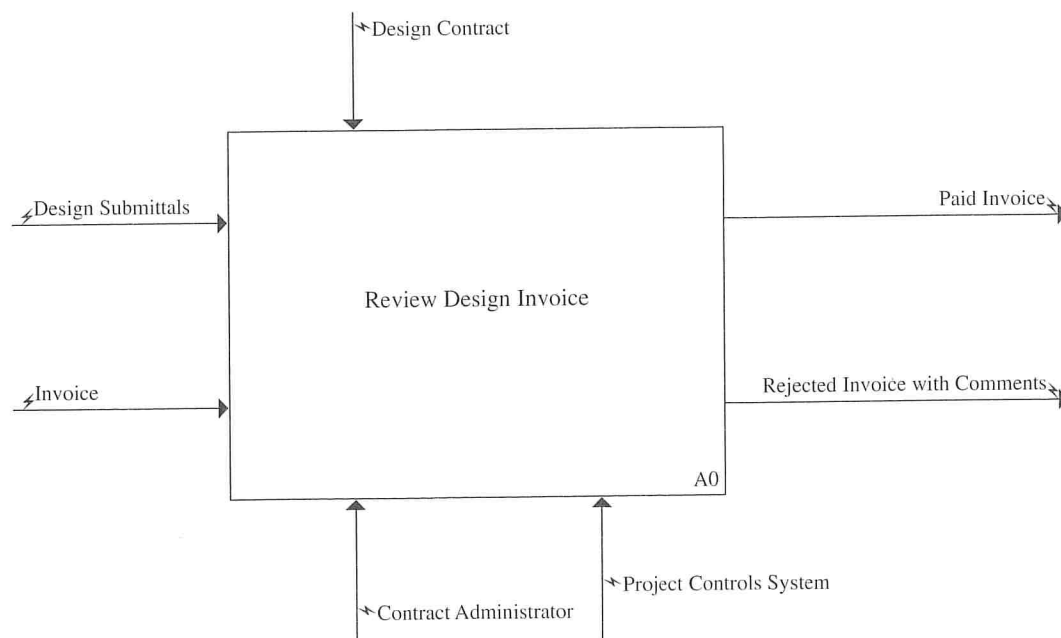 Design Contract
Design Submittals
Paid Invoice
Review Design Invoice
Invoice
Rejected Invoice with Comments
A0
Project Controls System
Contract Administrator